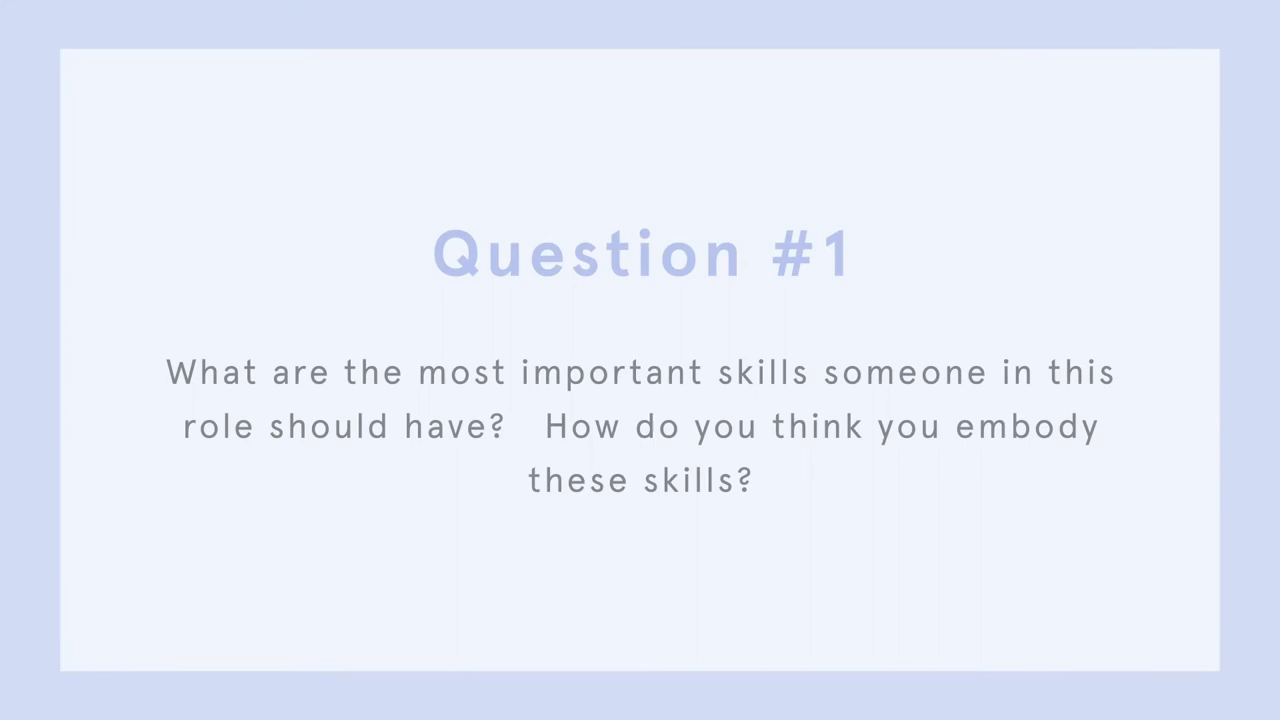 Question #1
What are the most important skills someone in this
role should have?   How do you think you embody
these skills?